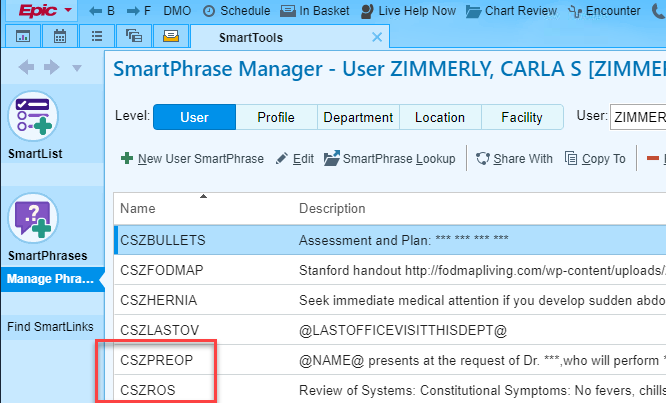 Epic B F DMO Schedule In Basket Live Help Now Chart Review Encounter
SmartTools
SmartPhrase Manager - User ZIMMERLY, CARLA S [ZIMME
Level: User Profile Department Location Facility User: ZIMMER
SmartList
New User SmartPhrase Edit SmartPhrase Lookup Share With Copy To
Name Description
CSZBULLETS Assessment and Plan: *** *** *** ***
SmartPhrases
CSZFODMAP Stanford handout http://fodmapliving.com/wp-content/uploads/
Manage Phra...
CSZHERNIA Seek immediate medical attention if you develop sudden abdo
Find SmartLinks
CSZLASTOV @LASTOFFICEVISITTHISDEPT@
CSZPREOP @NAME@ presents at the request of Dr. ***,who will perform *
CSZROS Review of Systems: Constitutional Symptoms: No fevers, chills